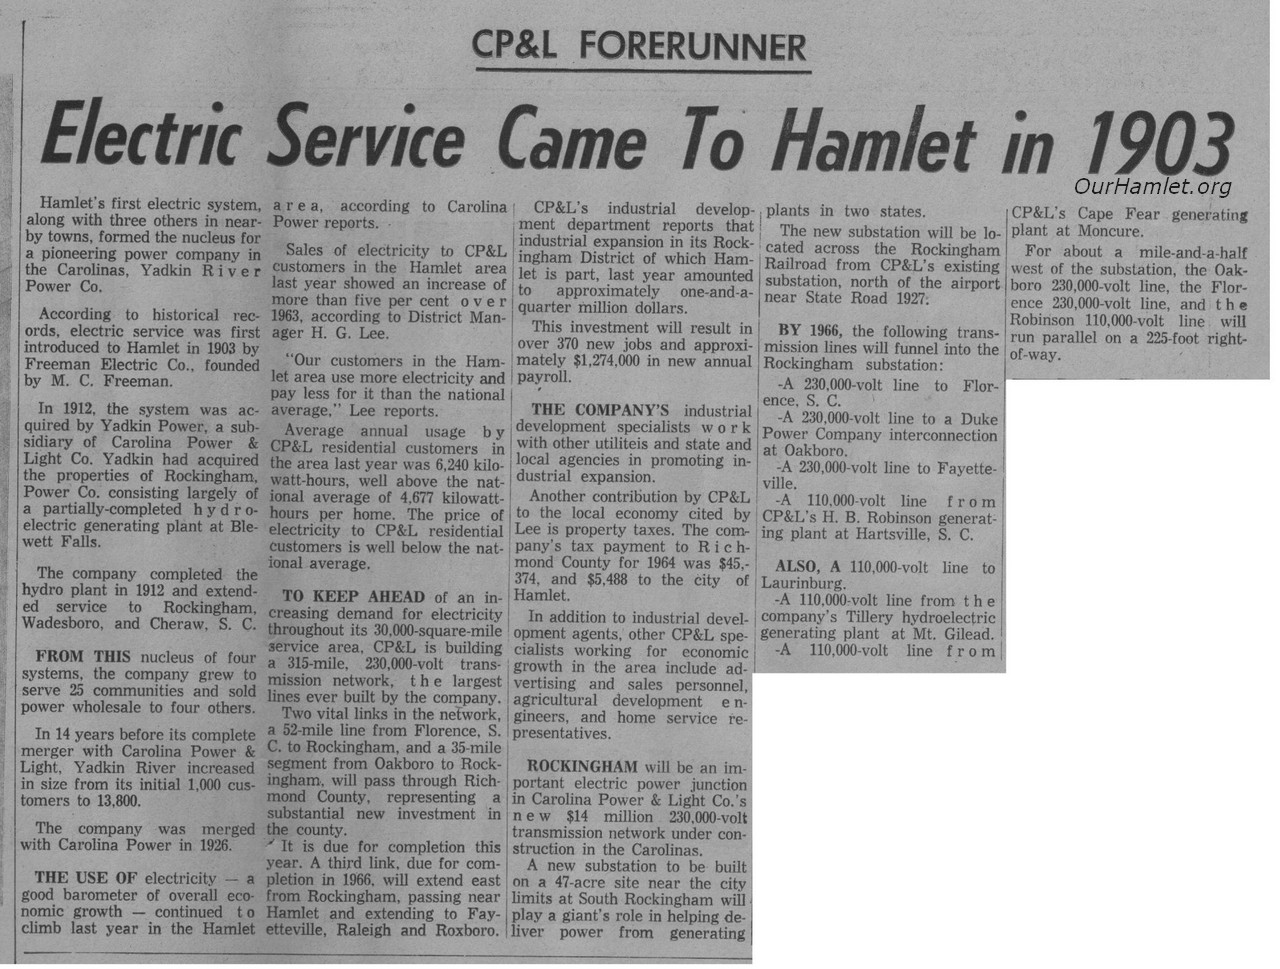 CP&L FORERUNNER
Electric Service Came To Hamlet in 1903
OurHamlet.org
Hamlet's first electric system,
along with three others in near-
by towns, formed the nucleus for
a pioneering power company in
the Carolinas, Yadkin River
Power Co.
According to historical rec-
ords, electric service was first
introduced to Hamlet in 1903 by
Freeman Electric Co., founded
by M. C. Freeman.
In 1912, the system was ac-
quired by Yadkin Power, a sub-
sidiary of Carolina Power &
Light Co. Yadkin had acquired
the properties of Rockingham,
Power Co. consisting largely of
a partially-completed hydro-
electric generating plant at Ble-
wett Falls.
The company completed the
hydro plant in 1912 and extend-
ed service to Rockingham,
Wadesboro, and Cheraw, S. C.
FROM THIS nucleus of four
systems, the company grew to
serve 25 communities and sold
power wholesale to four others.
In 14 years before its complete
merger with Carolina Power &
Light, Yadkin River increased
in size from its initial 1,000 cus-
tomers to 13,800.
The company was merged
with Carolina Power in 1926.
THE USE OF electricity — a
good barometer of overall eco-
nomic growth — continued to
climb last year in the Hamlet
area, according to Carolina
Power reports.
Sales of electricity to CP&L
customers in the Hamlet area
last year showed an increase of
more than five per cent over
1963, according to District Man-
ager H. G. Lee.
"Our customers in the Ham-
let area use more electricity and
pay less for it than the national
average," Lee reports.
Average annual usage by
CP&L residential customers in
the area last year was 6,240 kilo-
watt-hours, well above the nat-
ional average of 4,677 kilowatt-
hours per home. The price of
electricity to CP&L residential
customers is well below the nat-
ional average.
TO KEEP AHEAD of an in-
creasing demand for electricity
throughout its 30,000-square-mile
service area, CP&L is building
a 315-mile, 230,000-volt trans-
mission network, the largest
lines ever built by the company.
Two vital links in the network,
a 52-mile line from Florence, S.
C. to Rockingham, and a 35-mile
segment from Oakboro to Rock-
ingham, will pass through Rich-
mond County, representing a
substantial new investment in
the county.
It is due for completion this
year. A third link, due for com-
pletion in 1966, will extend east
from Rockingham, passing near
Hamlet and extending to Fay-
etteville, Raleigh and Roxboro.
CP&L's industrial develop-
ment department reports that
industrial expansion in its Rock-
ingham District of which Ham-
let is part, last year amounted
to approximately one-and-a-
quarter million dollars.
This investment will result in
over 370 new jobs and approxi-
mately $1,274,000 in new annual
payroll.
THE COMPANY'S industrial
development specialists work
with other utiliteis and state and
local agencies in promoting in-
dustrial expansion.
Another contribution by CP&L
to the local economy cited by
Lee is property taxes. The com-
pany's tax payment to Rich-
mond County for 1964 was $45,-
374, and $5,488 to the city of
Hamlet.
In addition to industrial devel-
opment agents, other CP&L spe-
cialists working for economic
growth in the area include ad-
vertising and sales personnel,
agricultural development en-
gineers, and home service re-
presentatives.
ROCKINGHAM will be an im-
portant electric power junction
in Carolina Power & Light Co.'s
new $14 million 230,000-volt
transmission network under con-
struction in the Carolinas.
A new substation to be built
on a 47-acre site near the city
limits at South Rockingham will
play a giant's role in helping de-
liver power from generating
plants in two states.
The new substation will be lo-
cated across the Rockingham
Railroad from CP&L's existing
substation, north of the airport
near State Road 1927.
BY 1966, the following trans-
mission lines will funnel into the
Rockingham substation:
-A 230,000-volt line to Flor-
ence, S. C.
-A 230,000-volt line to a Duke
Power Company interconnection
at Oakboro.
-A 230,000-volt line to Fayette-
ville.
-A 110,000-volt line from
CP&L's H. B. Robinson generat-
ing plant at Hartsville, S. C.
ALSO, A 110,000-volt line to
Laurinburg.
-A 110,000-volt line from the
company's Tillery hydroelectric
generating plant at Mt. Gilead.
-A 110,000-volt line from
CP&L's Cape Fear generating
plant at Moncure.
For about a mile-and-a-half
west of the substation, the Oak-
boro 230,000-volt line, the Flor-
ence 230,000-volt line, and the
Robinson 110,000-volt line will
run parallel on a 225-foot right-
of-way.